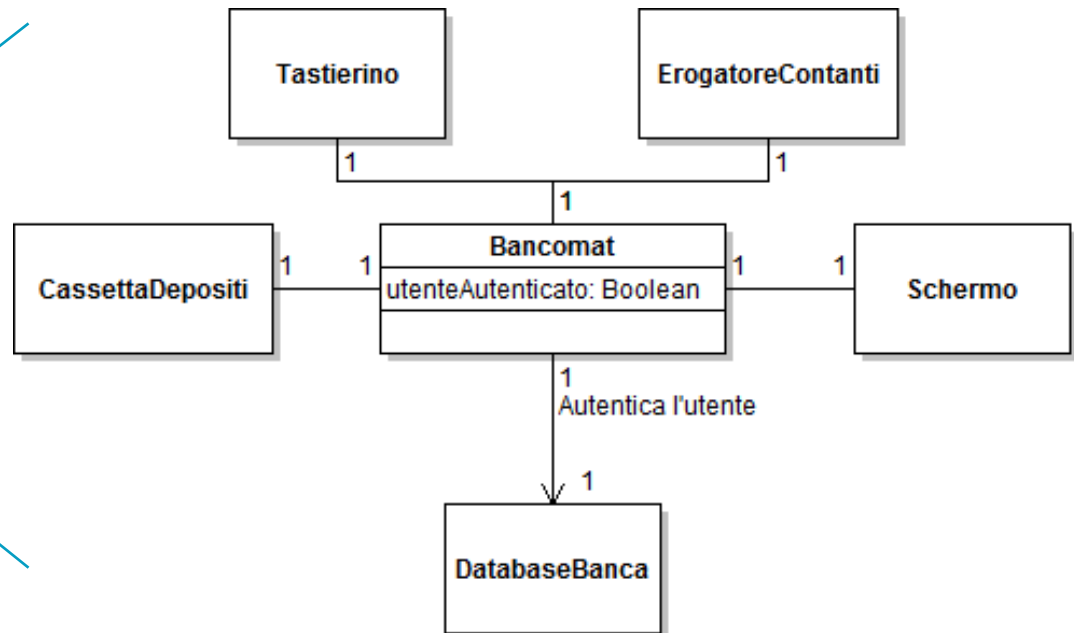 Tastierino
ErogatoreContanti
1
1
1
CassettaDepositi
1
1
Bancomat
utenteAutenticato: Boolean
1
1
Schermo
1
Autentica l'utente
1
DatabaseBanca